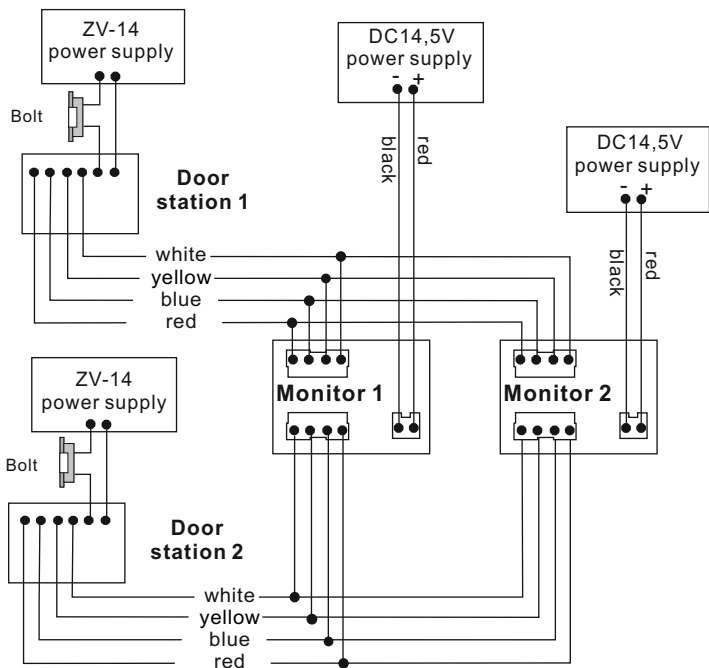 ZV-14
power supply
Bolt
Door
station 1
DC14,5V
power supply
- +
black
red
DC14,5V
power supply
- +
black
red
white
yellow
blue
red
Monitor 1
Monitor 2
ZV-14
power supply
Bolt
Door
station 2
white
yellow
blue
red